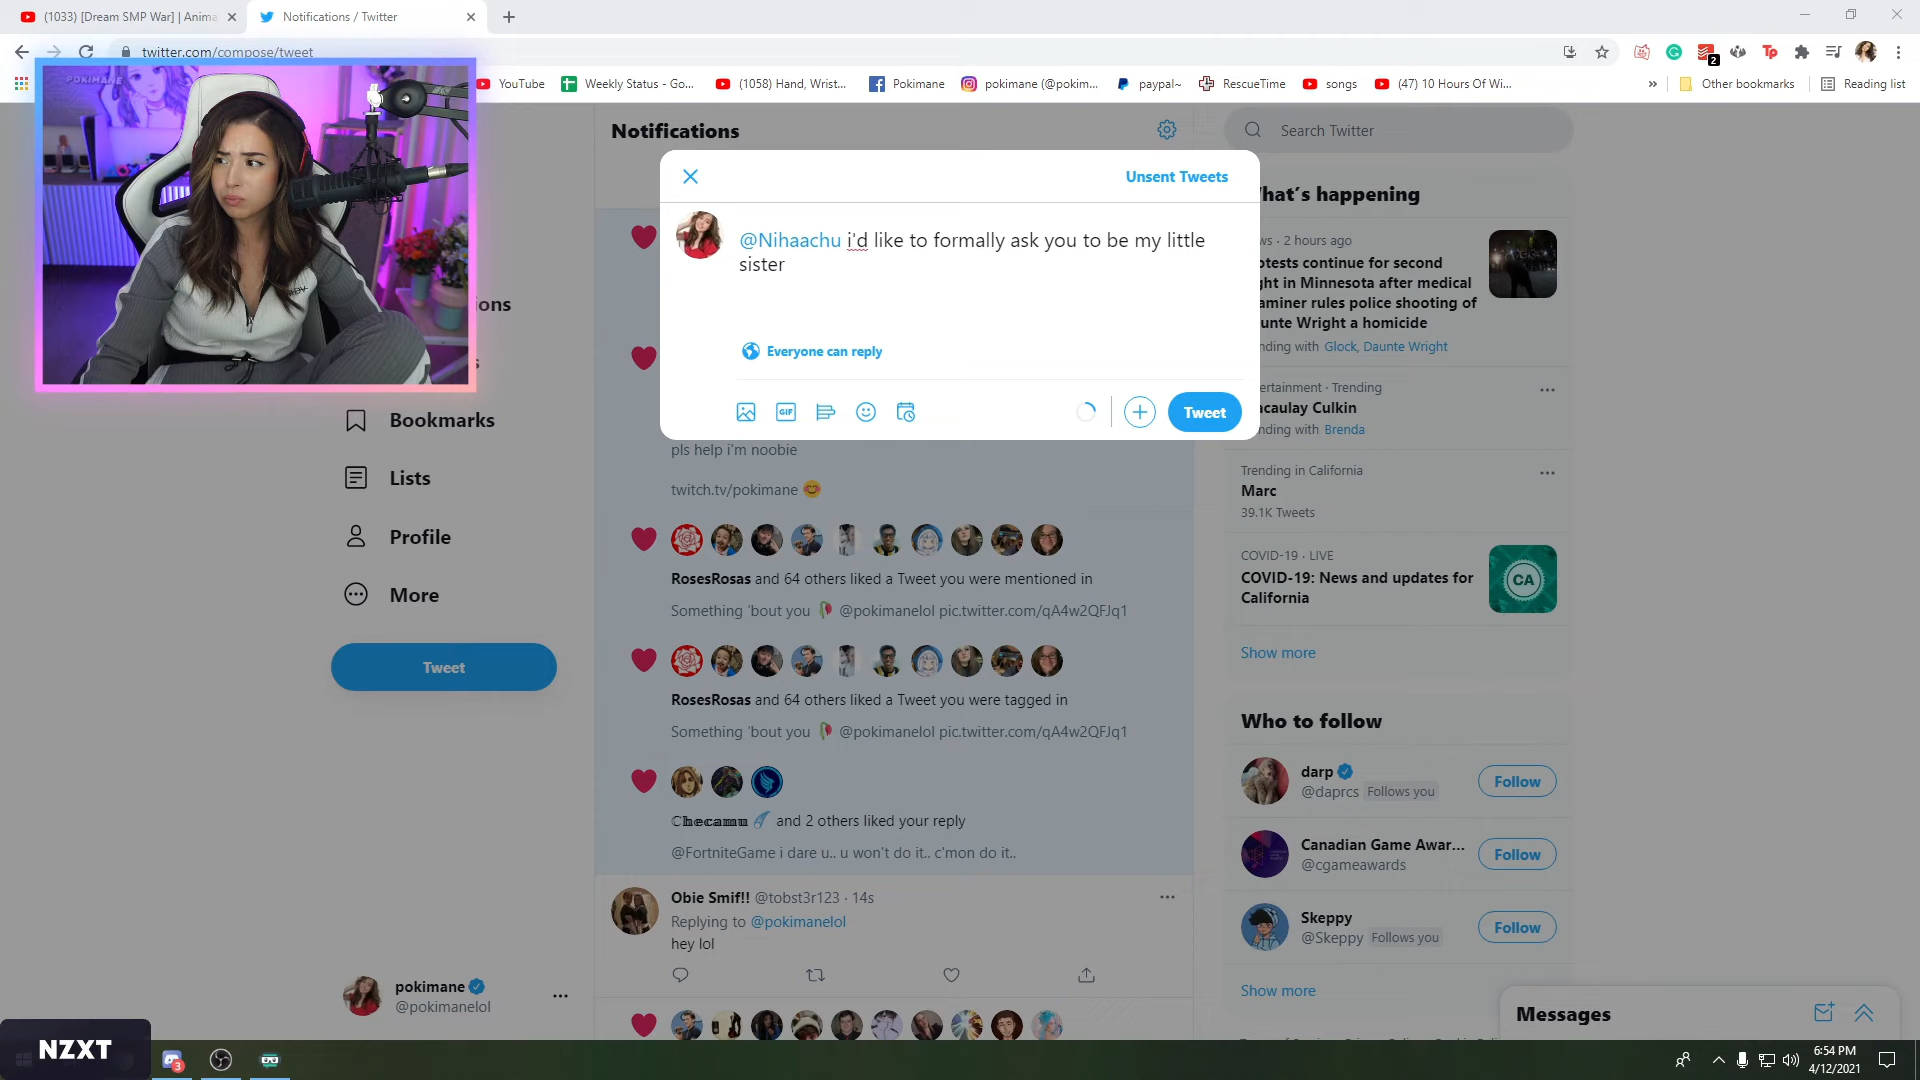 (1033) [Dream SMP War] | Anima
Notifications / Twitter
twitter.com/compose/tweet
2
YouTube
Weekly Status - Go...
(1058) Hand, Wrist...
Pokimane
pokimane (@pokim...
paypal~
RescueTime
songs
(47) 10 Hours Of Wi...
»
Other bookmarks
Reading list
POKIMANE
Notifications
Search Twitter
Unsent Tweets
@Nihaachu i'd like to formally ask you to be my little
sister
Everyone can reply
GIF
Tweet
hat's happening
ws · 2 hours ago
otests continue for second
ght in Minnesota after medical
aminer rules police shooting of
unte Wright a homicide
nding with Glock, Daunte Wright
ertainment · Trending
acaulay Culkin
nding with Brenda
Trending in California
Marc
39.1K Tweets
COVID-19 · LIVE
COVID-19: News and updates for
California
CA
Show more
ions
s
Bookmarks
Lists
Profile
More
Tweet
pls help i'm noobie
twitch.tv/pokimane
RosesRosas and 64 others liked a Tweet you were mentioned in
Something 'bout you @pokimanelol pic.twitter.com/qA4w2QFJq1
RosesRosas and 64 others liked a Tweet you were tagged in
Something 'bout you @pokimanelol pic.twitter.com/qA4w2QFJq1
Checamu and 2 others liked your reply
@FortniteGame i dare u.. u won't do it.. c'mon do it..
Obie Smif!! @tobst3r123 · 14s
Replying to @pokimanelol
hey lol
Who to follow
darp
@daprcs Follows you
Follow
Canadian Game Awar...
@cgameawards
Follow
Skeppy
@Skeppy Follows you
Follow
Show more
pokimane
@pokimanelol
Messages
NZXT
3
6:54 PM
4/12/2021